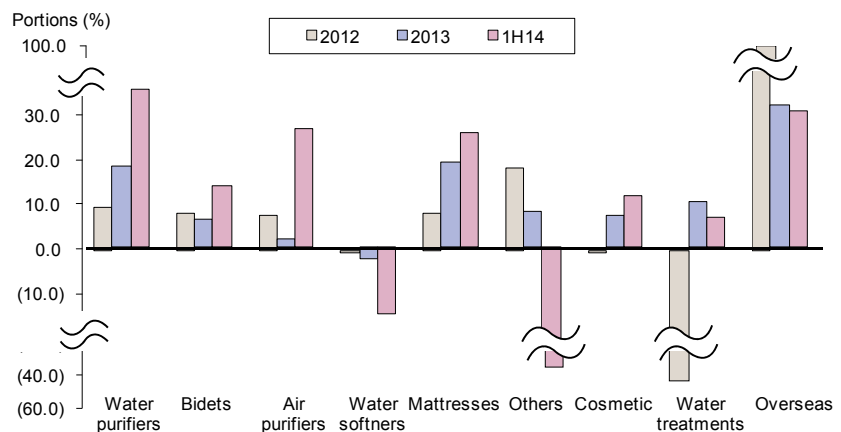 Portions (%)
100.0
2012 2013 1H14
30.0
20.0
10.0
0.0
(10.0)
(40.0)
(60.0)
Water purifiers
Bidets
Air purifiers
Water softners
Mattresses
Others
Cosmetic
Water treatments
Overseas